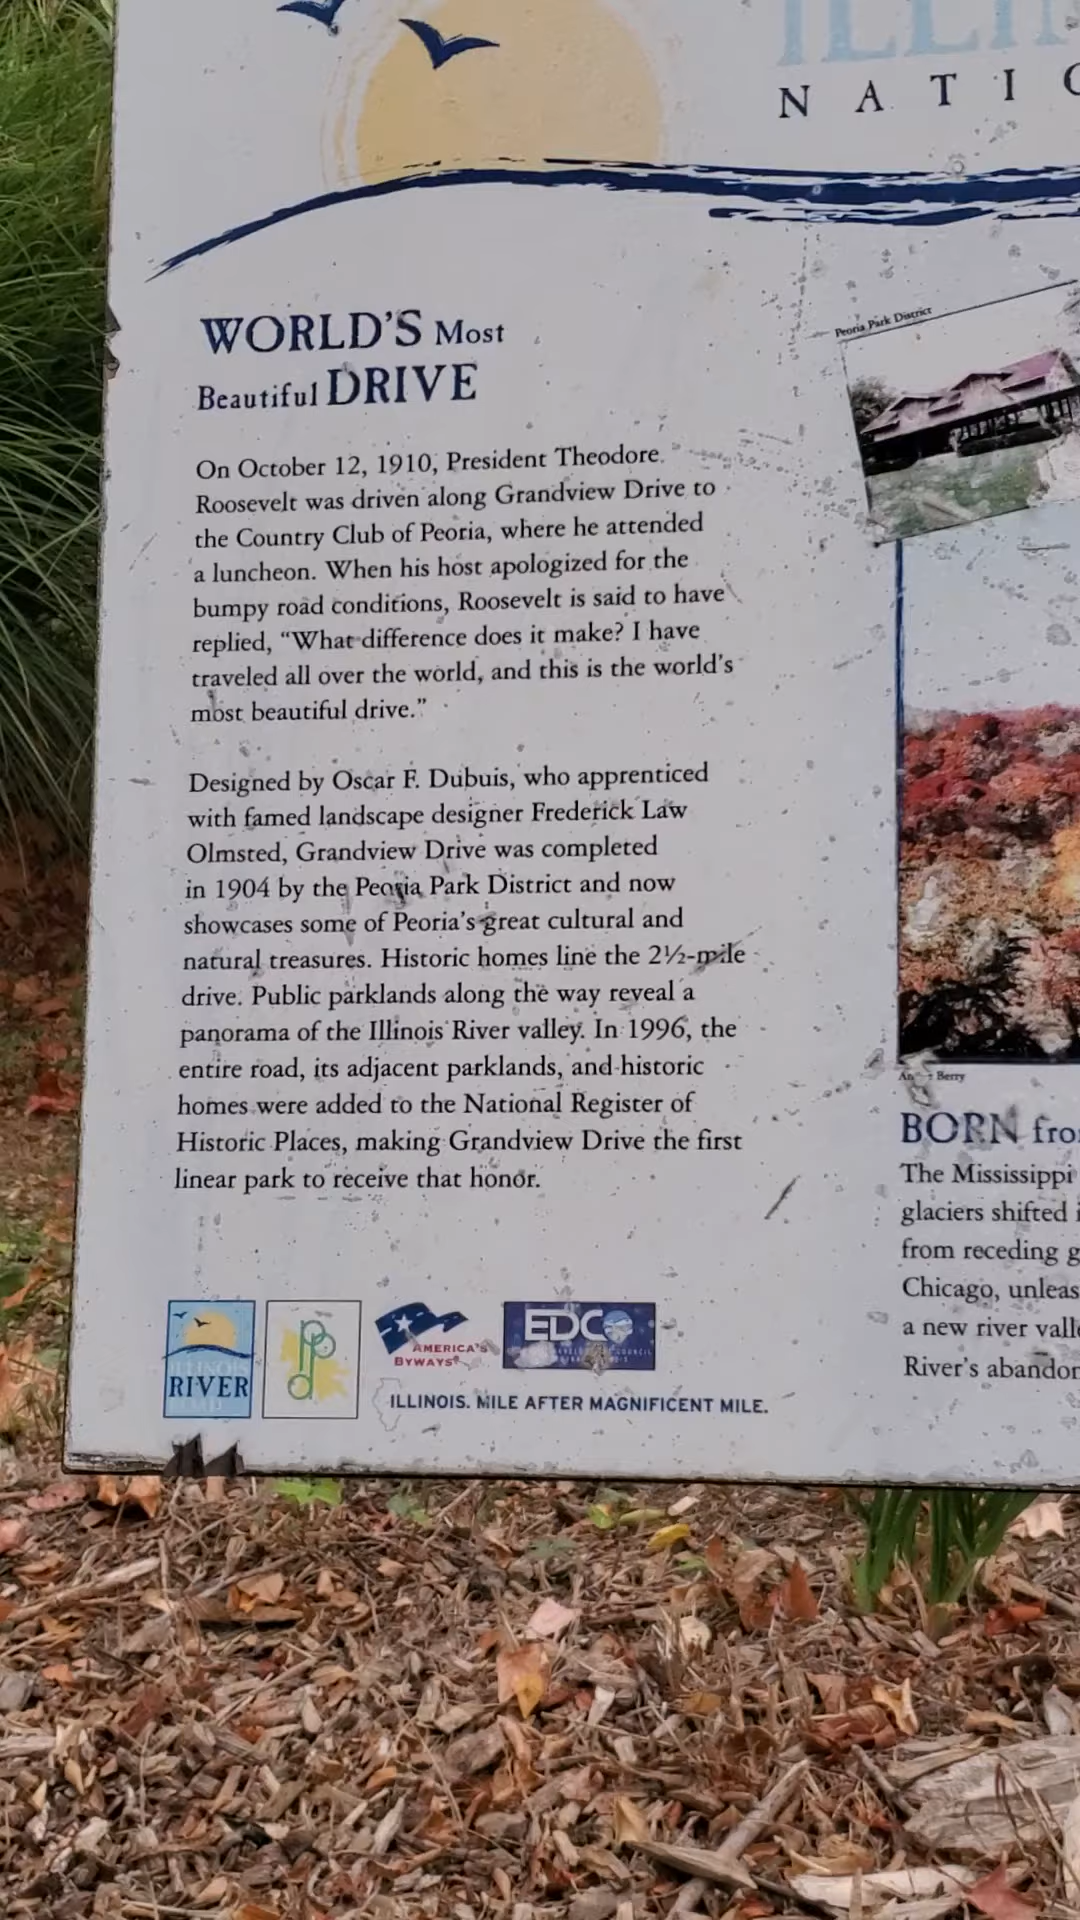 ILLIN
NATIO
WORLD'S Most
Beautiful DRIVE
On October 12, 1910, President Theodore
Roosevelt was driven along Grandview Drive to
the Country Club of Peoria, where he attended
a luncheon. When his host apologized for the
bumpy road conditions, Roosevelt is said to have
replied, “What difference does it make? I have
traveled all over the world, and this is the world's
most beautiful drive.”
Designed by Oscar F. Dubuis, who apprenticed
with famed landscape designer Frederick Law
Olmsted, Grandview Drive was completed
in 1904 by the Peoria Park District and now
showcases some of Peoria's great cultural and
natural treasures. Historic homes line the 2½-mile
drive. Public parklands along the way reveal a
panorama of the Illinois River valley. In 1996, the
entire road, its adjacent parklands, and historic
homes were added to the National Register of
Historic Places, making Grandview Drive the first
linear park to receive that honor.
Peoria Park District
Berry
BORN fro
The Mississippi
glaciers shifted i
from receding g
Chicago, unleas
a new river valle
River's abandon
ILLINOIS
RIVER
ROAD
AMERICA'S
BYWAYS
EDC
ILLINOIS. MILE AFTER MAGNIFICENT MILE.